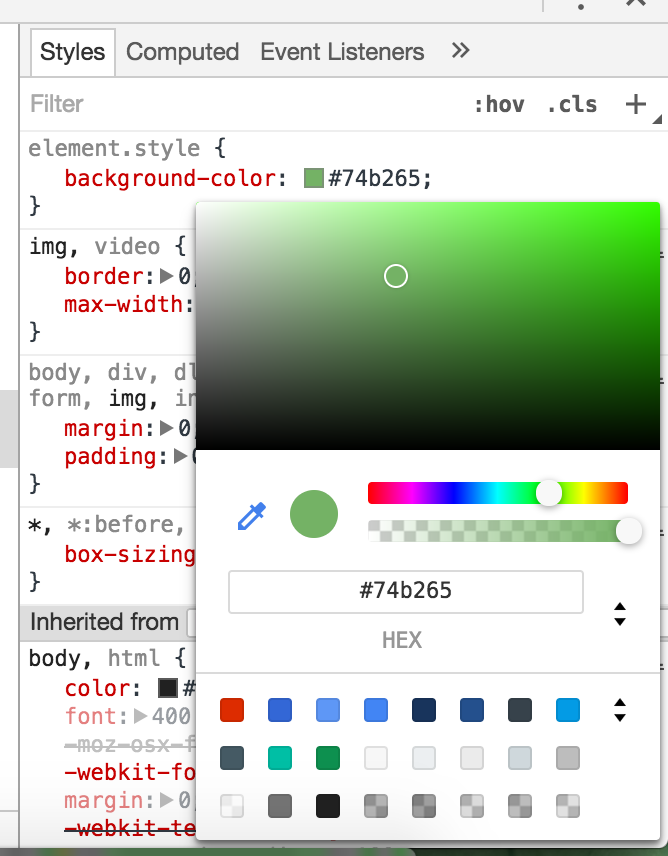 Styles Computed Event Listeners »
Filter :hov .cls +
element.style {
background-color: #74b265;
}
img, video {
border: 0;
max-width:
}
body, div, dl
form, img, in
margin: 0
padding: 0
}
*, *:before,
box-sizing
}
#74b265
HEX
Inherited from
body, html {
color: #
font: 400
-moz-osx-f
-webkit-fo
margin: 0
-webkit-te